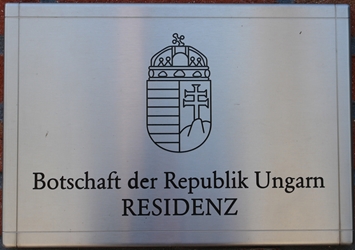 Botschaft der Republik Ungarn
RESIDENZ